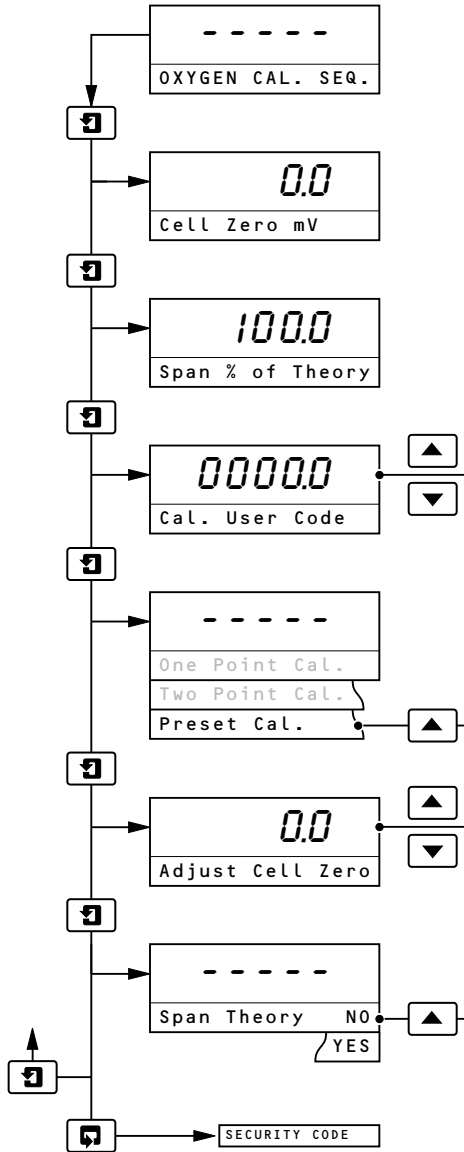 - - - - -
OXYGEN CAL. SEQ.
0.0
Cell Zero mV
100.0
Span % of Theory
0000.0
Cal. User Code
- - - - -
One Point Cal.
Two Point Cal.
Preset Cal.
0.0
Adjust Cell Zero
- - - - -
Span Theory NO
YES
SECURITY CODE